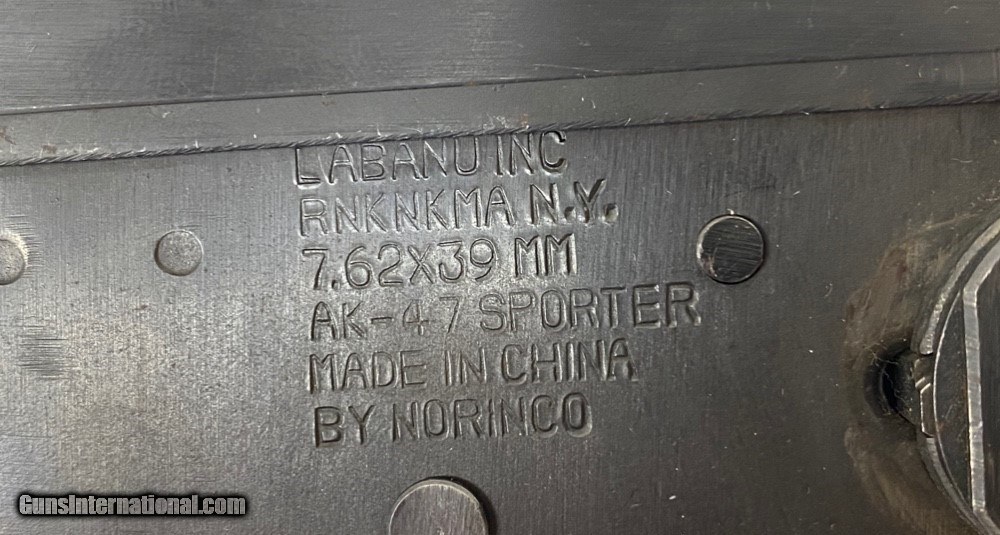 LABANU INC
RNKNKMA N.Y.
7.62X39 MM
AK-47 SPORTER
MADE IN CHINA
BY NORINCO
GunsInternational.com